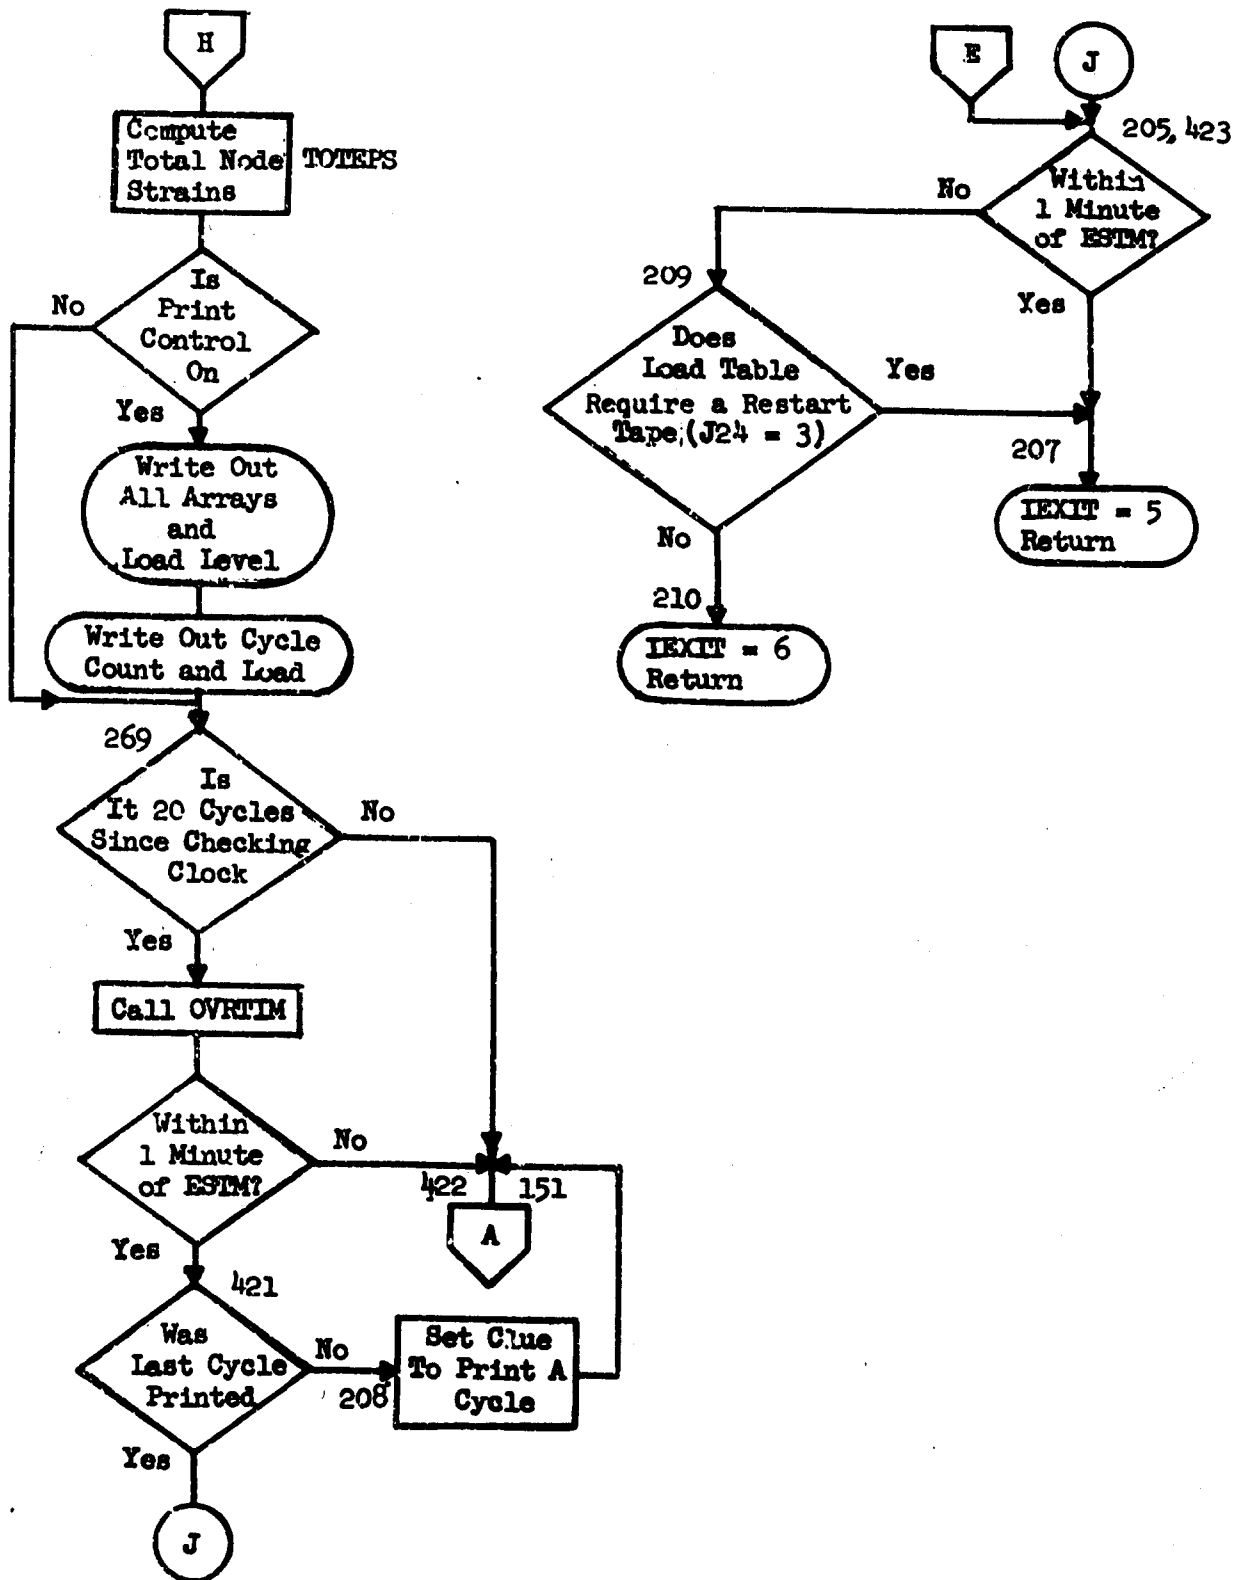 H
Compute
Total Node
Strains
TOTEPS
Is
Print
Control
On
No
Yes
Write Out
All Arrays
and
Load Level
Write Out Cycle
Count and Load
269
Is
It 20 Cycles
Since Checking
Clock
No
Yes
Call OVRTIM
Within
1 Minute
of ESTM?
No
422
151
A
Yes
421
Was
Last Cycle
Printed
No
208
Set Clue
To Print A
Cycle
Yes
J
E
J
205, 423
Within
1 Minute
of ESTM?
No
Yes
209
Does
Load Table
Require a Restart
Tape,(J24 = 3)
Yes
207
IEXIT = 5
Return
No
210
IEXIT = 6
Return